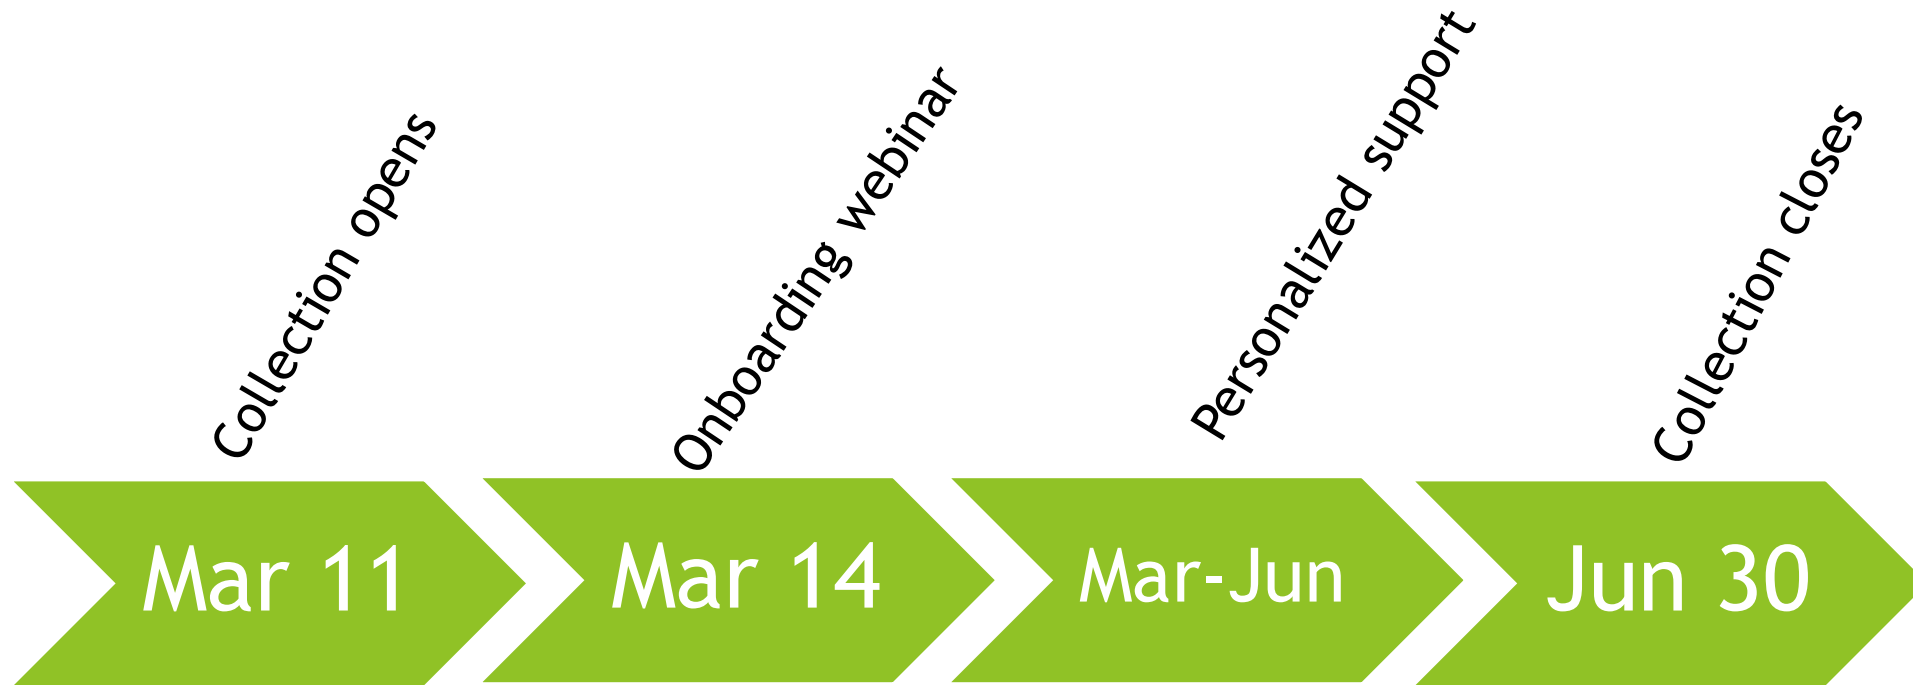 Collection opens
Onboarding webinar
Personalized support
Collection closes
Mar 11
Mar 14
Mar-Jun
Jun 30